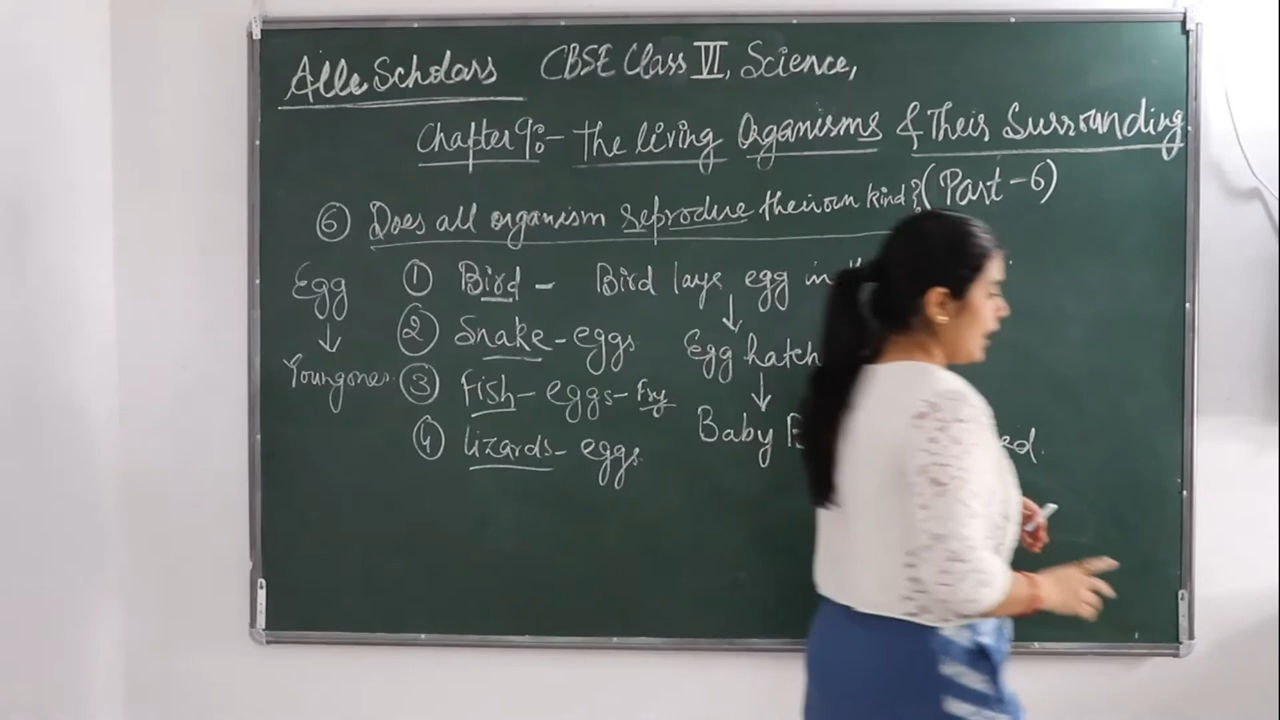 Alle Scholars CBSE Class VI, Science,
Chapter 9:- The living Organisms & Their Surrounding
(Part-6)
⑥ Does all organism reproduce their own kind?
Egg
↓
Youngones.
① Bird - Bird lays egg in
↓
② Snake - eggs Egg hatch
↓
③ Fish - eggs - Fry
Baby
④ lizards - eggs.